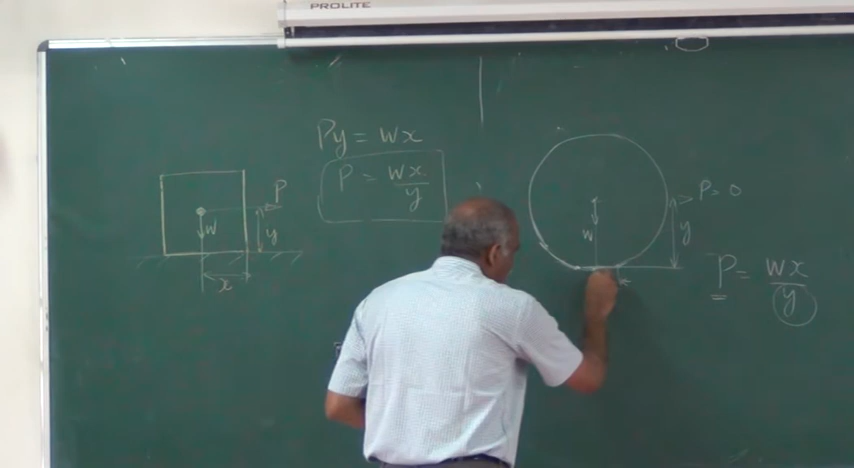 PROLITE
Py = Wx
P = Wx/y
P
W
y
x
P = 0
W
y
x
P = Wx/y